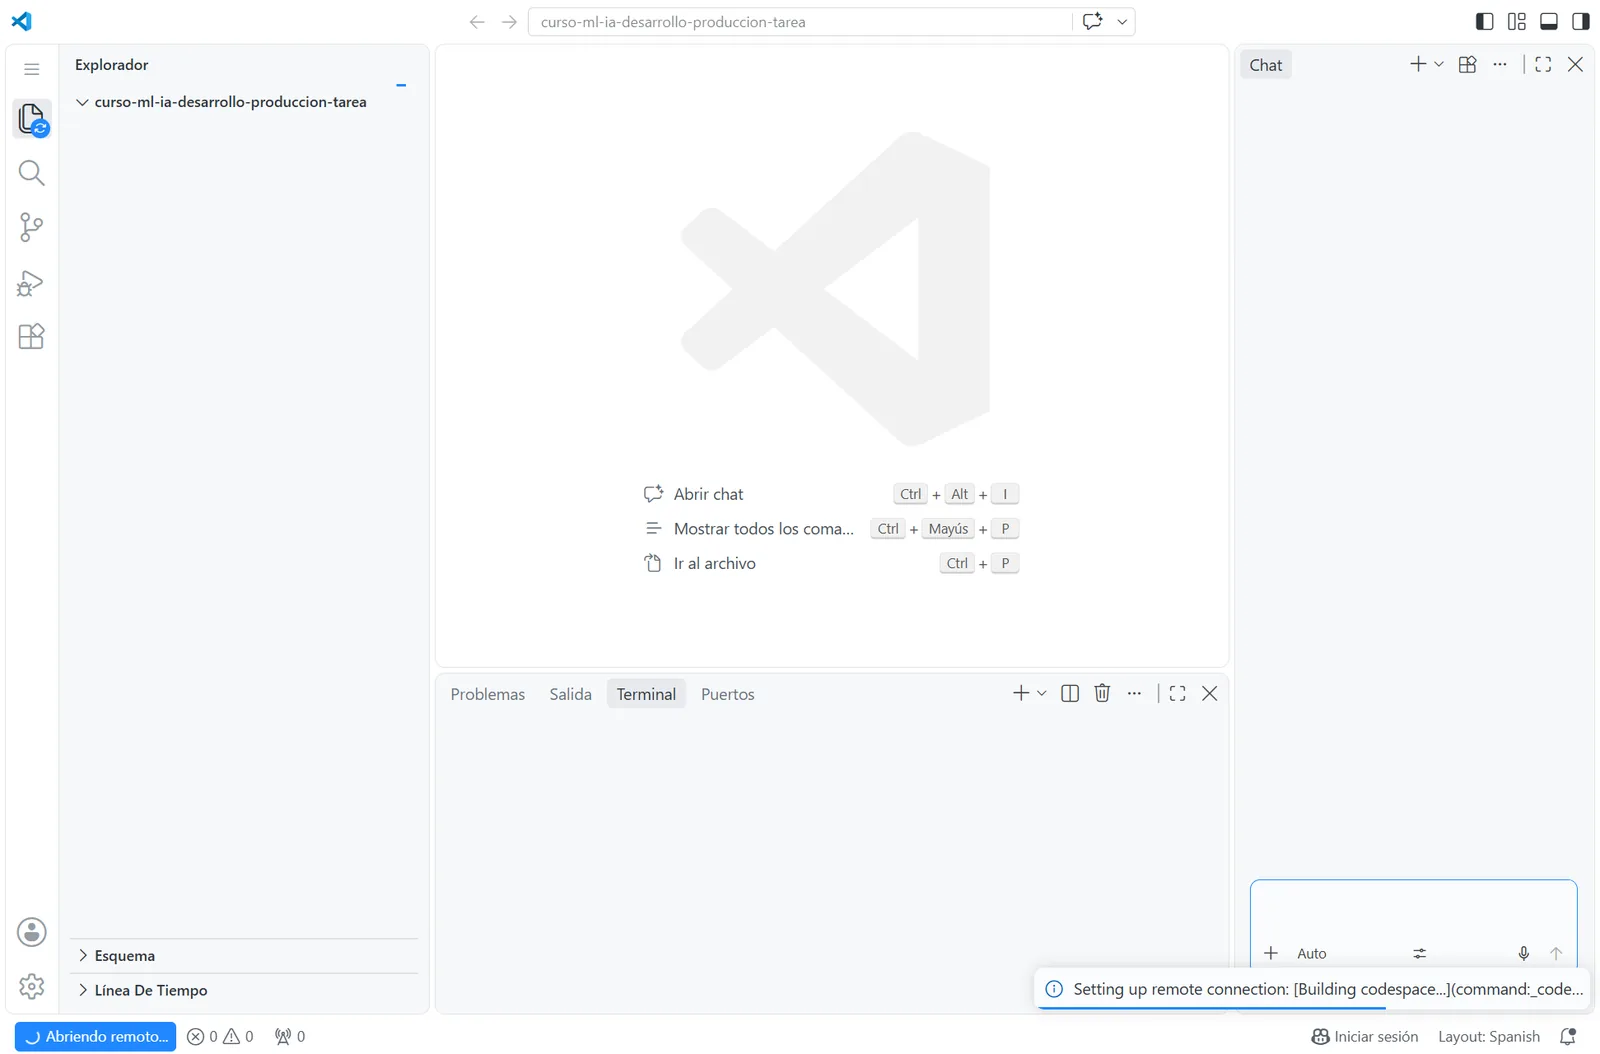 curso-ml-ia-desarrollo-produccion-tarea
Explorador
curso-ml-ia-desarrollo-produccion-tarea
Chat
Abrir chat Ctrl + Alt + I
Mostrar todos los coma... Ctrl + Mayús + P
Ir al archivo Ctrl + P
Problemas Salida Terminal Puertos
Auto
Esquema
Línea De Tiempo
Setting up remote connection: [Building codespace...](command:_code...
Abriendo remoto... 0 0 0
Iniciar sesión Layout: Spanish